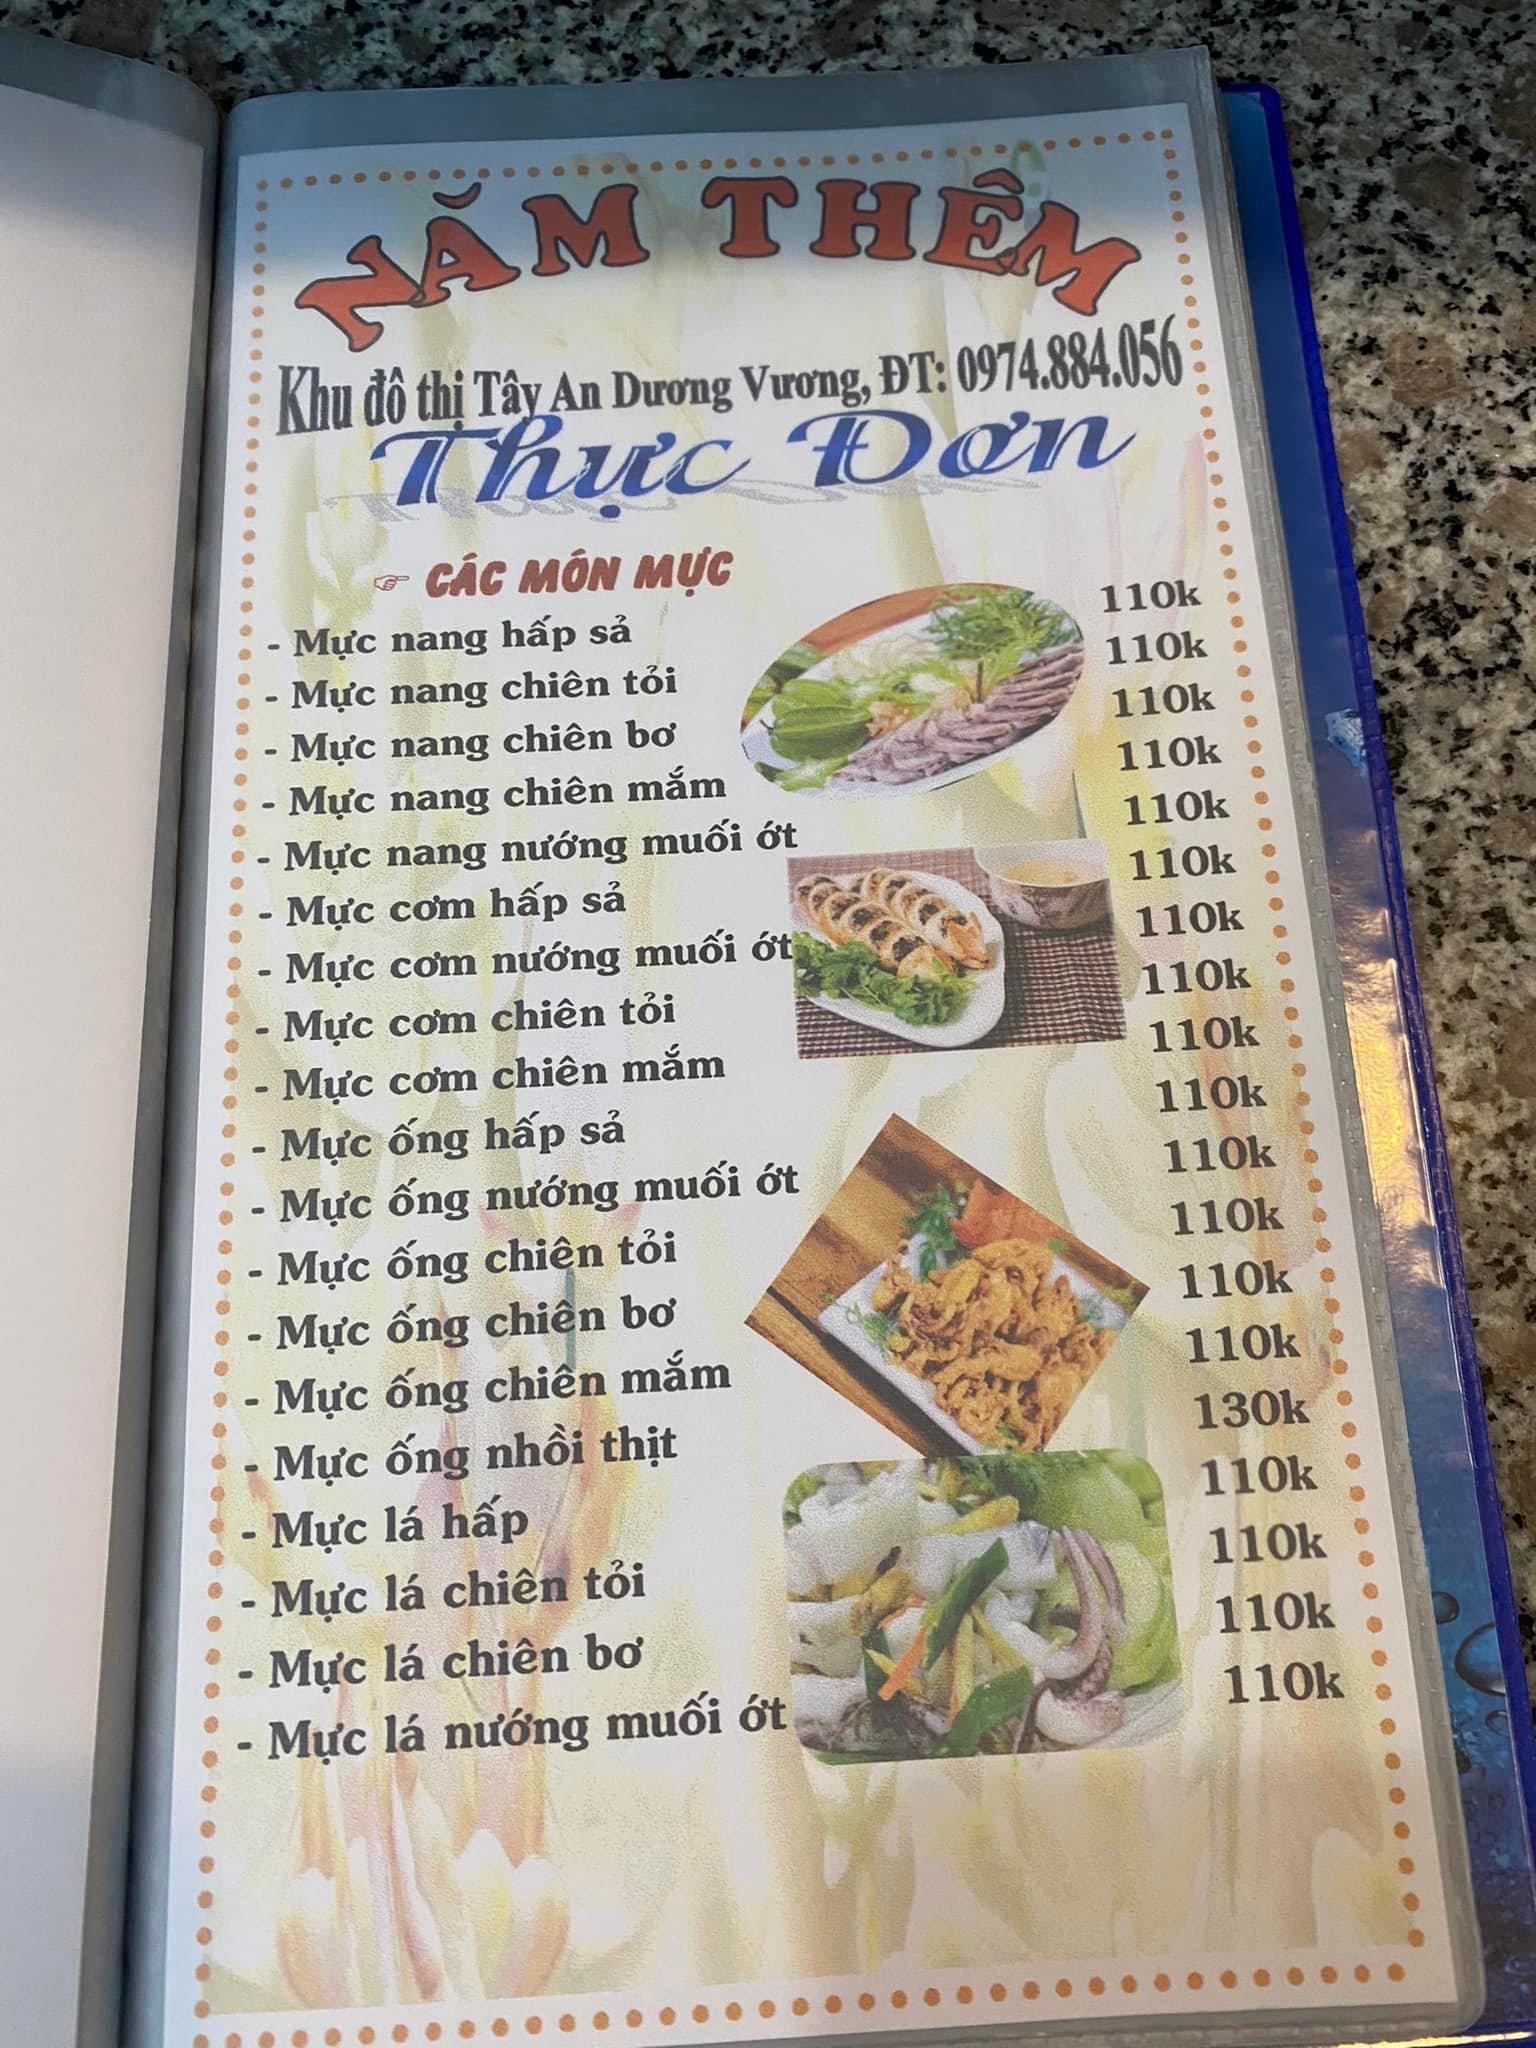 NĂM THÊM
Khu đô thị Tây An Dương Vương, ĐT: 0974.884.056
Thực Đơn
☞ CÁC MÓN MỰC
- Mực nang hấp sả 110k
- Mực nang chiên tỏi 110k
- Mực nang chiên bơ 110k
- Mực nang chiên mắm 110k
- Mực nang nướng muối ớt 110k
- Mực cơm hấp sả 110k
- Mực cơm nướng muối ớt 110k
- Mực cơm chiên tỏi 110k
- Mực cơm chiên mắm 110k
- Mực ống hấp sả 110k
- Mực ống nướng muối ớt 110k
- Mực ống chiên tỏi 110k
- Mực ống chiên bơ 110k
- Mực ống chiên mắm 110k
- Mực ống nhồi thịt 130k
- Mực lá hấp 110k
- Mực lá chiên tỏi 110k
- Mực lá chiên bơ 110k
- Mực lá nướng muối ớt 110k